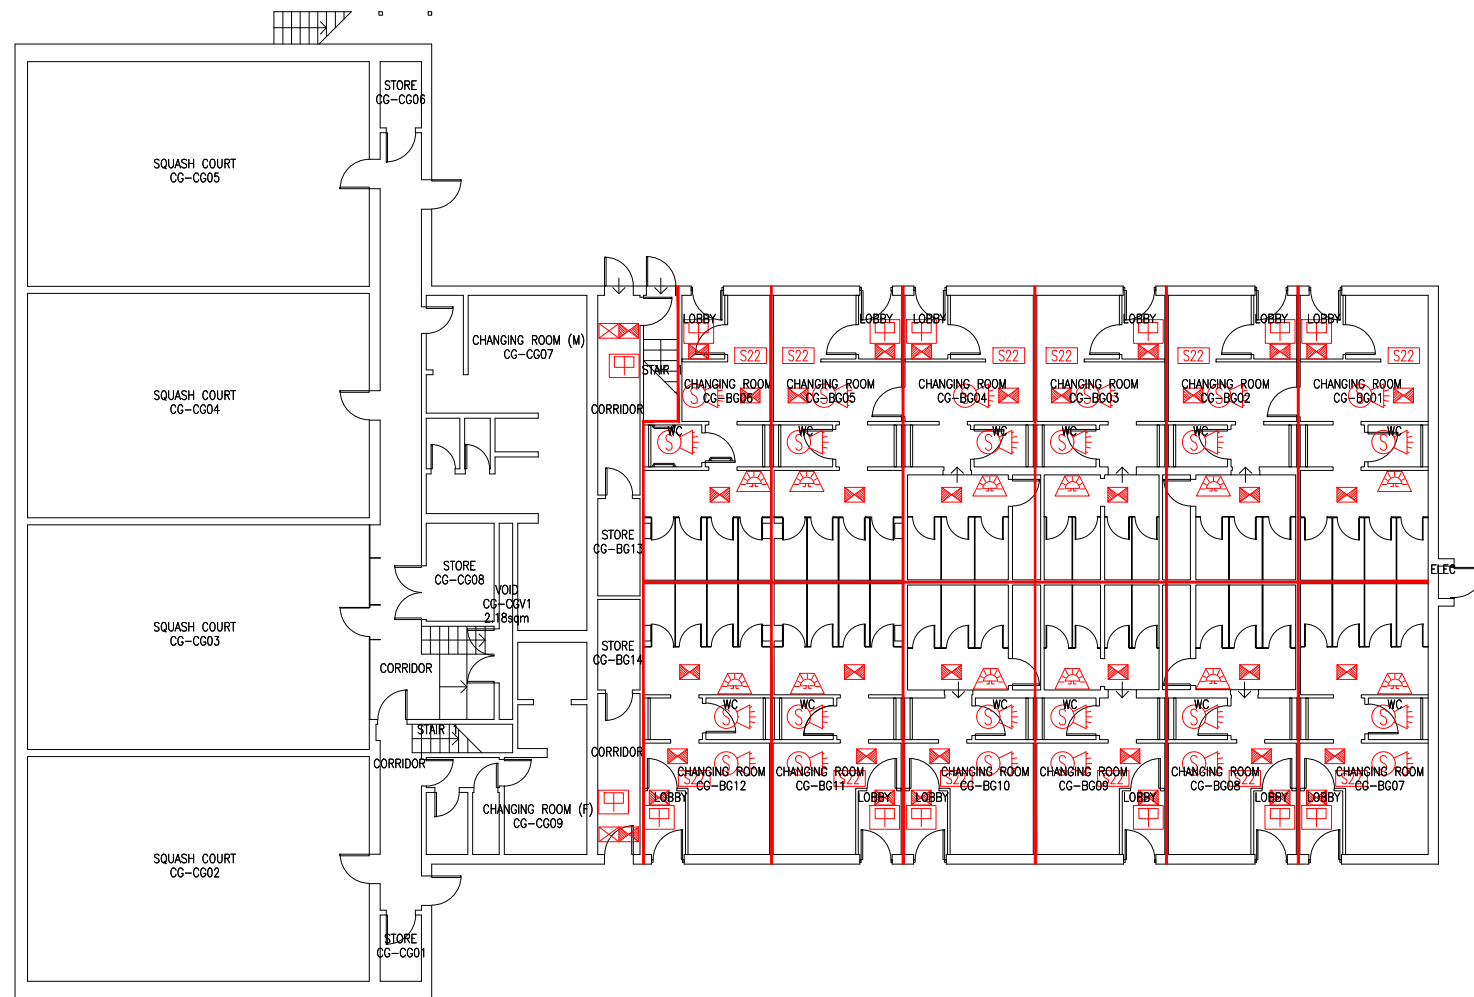 STORE
CG-CG06
SQUASH COURT
CG-CG05
SQUASH COURT
CG-CG04
CHANGING ROOM (M)
CG-CG07
STAIR 1
CORRIDOR
LOBBY
LOBBY
LOBBY
LOBBY
LOBBY
LOBBY
S22
S22
S22
S22
S22
S22
CHANGING ROOM
CG-BG06
CHANGING ROOM
CG-BG05
CHANGING ROOM
CG-BG04
CHANGING ROOM
CG-BG03
CHANGING ROOM
CG-BG02
CHANGING ROOM
CG-BG01
S
S
S
S
S
S
WC
WC
WC
WC
WC
WC
S
S
S
S
S
S
STORE
CG-BG13
STORE
CG-CG08
VOID
CG-CGV1
2.18sqm
ELEC
SQUASH COURT
CG-CG03
CORRIDOR
STORE
CG-BG14
WC
WC
WC
WC
WC
WC
S
S
S
S
S
S
STAIR 1
CORRIDOR
CORRIDOR
S
S
S
S
S
S
CHANGING ROOM
CG-BG12
CHANGING ROOM
CG-BG11
CHANGING ROOM
CG-BG10
CHANGING ROOM
CG-BG09
CHANGING ROOM
CG-BG08
CHANGING ROOM
CG-BG07
S22
S22
S22
S22
S22
S22
LOBBY
LOBBY
LOBBY
LOBBY
LOBBY
LOBBY
CHANGING ROOM (F)
CG-CG09
SQUASH COURT
CG-CG02
STORE
CG-CG01